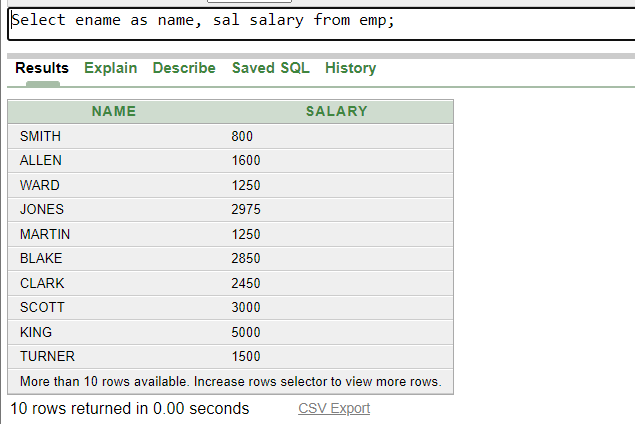 Select ename as name, sal salary from emp;
Results Explain Describe Saved SQL History
NAME SALARY
SMITH 800
ALLEN 1600
WARD 1250
JONES 2975
MARTIN 1250
BLAKE 2850
CLARK 2450
SCOTT 3000
KING 5000
TURNER 1500
More than 10 rows available. Increase rows selector to view more rows.
10 rows returned in 0.00 seconds CSV Export